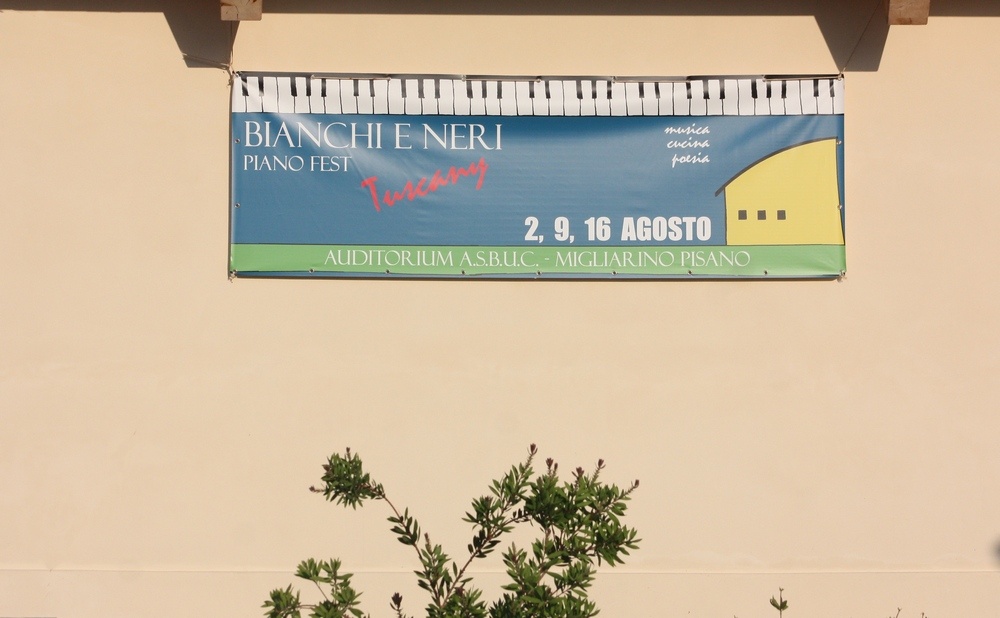 BIANCHI E NERI
PIANO FEST
Tuscany
musica
cucina
poesia
2, 9, 16 AGOSTO
AUDITORIUM A.S.B.U.C. - MIGLIARINO PISANO